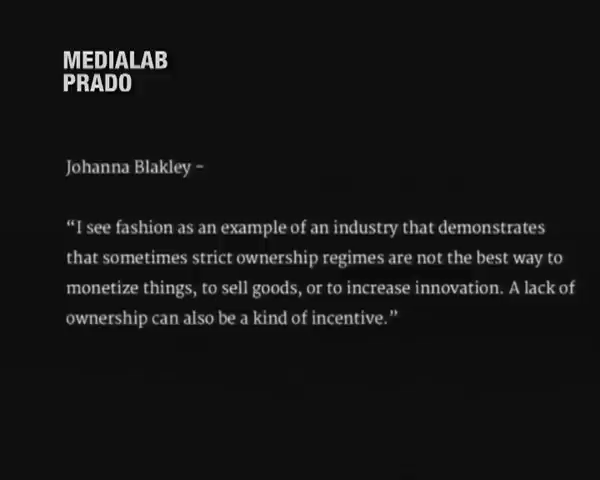 MEDIALAB
PRADO
Johanna Blakley -
“I see fashion as an example of an industry that demonstrates
that sometimes strict ownership regimes are not the best way to
monetize things, to sell goods, or to increase innovation. A lack of
ownership can also be a kind of incentive.”